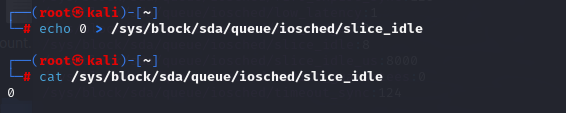 ┌──(root㉿kali)-[~]
└─# echo 0 > /sys/block/sda/queue/iosched/slice_idle
┌──(root㉿kali)-[~]
└─# cat /sys/block/sda/queue/iosched/slice_idle
0